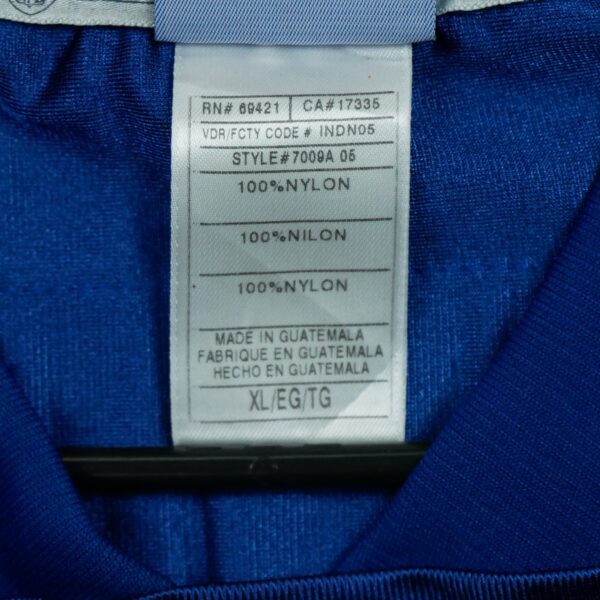 RN# 69421 CA#17335
VDR/FCTY CODE # INDN05
STYLE#7009A 05
100%NYLON
100%NILON
100%NYLON
MADE IN GUATEMALA
FABRIQUE EN GUATEMALA
HECHO EN GUATEMALA
XL/EG/TG